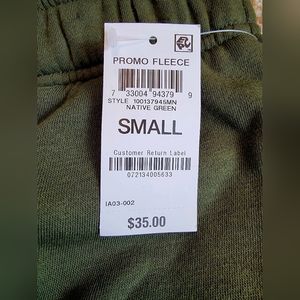 PROMO FLEECE
7 33004 94379 9
STYLE 100137945MN
NATIVE GREEN
SMALL
Customer Return Label
072134005633
IA03-002
$35.00